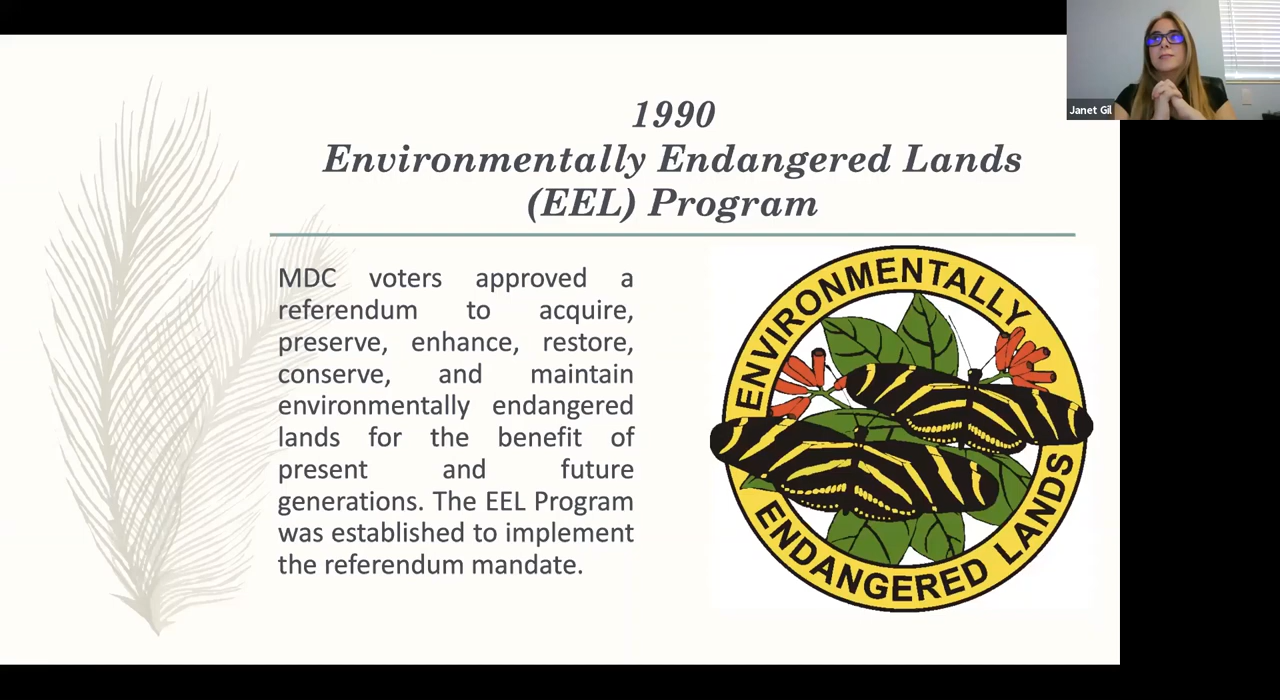 1990
Environmentally Endangered Lands
(EEL) Program
MDC voters approved a
referendum to acquire,
preserve, enhance, restore,
conserve, and maintain
environmentally endangered
lands for the benefit of
present and future
generations. The EEL Program
was established to implement
the referendum mandate.
ENVIRONMENTALLY
ENDANGERED LANDS
Janet Gil